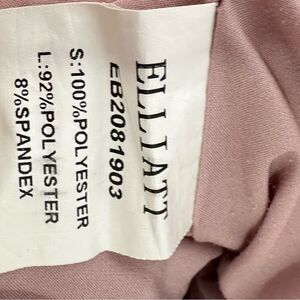 ELLIATT
EB2081903
S:100%POLYESTER
L:92%POLYESTER
8%SPANDEX